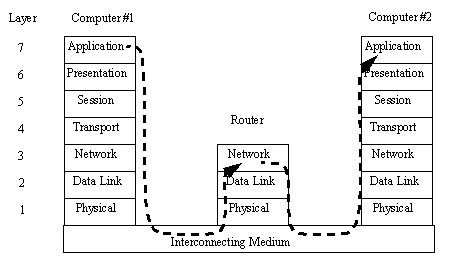 Layer Computer #1 Computer #2
7 Application Application
6 Presentation Presentation
5 Session Session
4 Transport Transport
Router
3 Network Network Network
2 Data Link Data Link Data Link
1 Physical Physical Physical
Interconnecting Medium